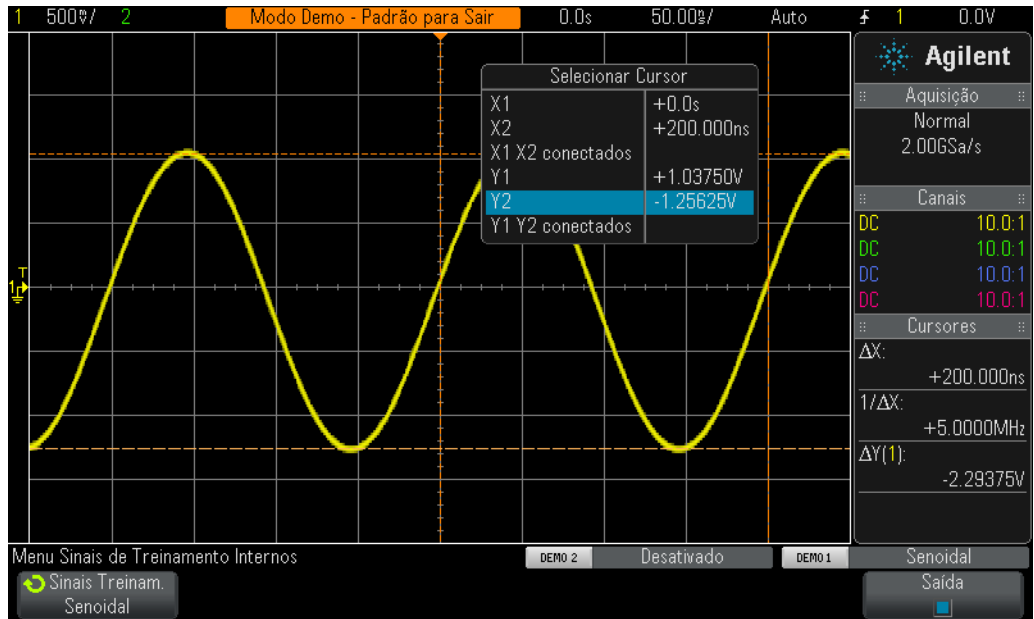 1 500V/ 2 Modo Demo - Padrão para Sair 0.0s 50.00s/ Auto 1 0.0V
Agilent
Selecionar Cursor
X1 +0.0s
X2 +200.000ns
X1 X2 conectados
Y1 +1.03750V
Y2 -1.25625V
Y1 Y2 conectados
T
1
Aquisição
Normal
2.00GSa/s
Canais
DC 10.0:1
DC 10.0:1
DC 10.0:1
DC 10.0:1
Cursores
ΔX:
+200.000ns
1/ΔX:
+5.0000MHz
ΔY(1):
-2.29375V
Menu Sinais de Treinamento Internos
DEMO 2 Desativado DEMO 1 Senoidal
Sinais Treinam.
Senoidal
Saída